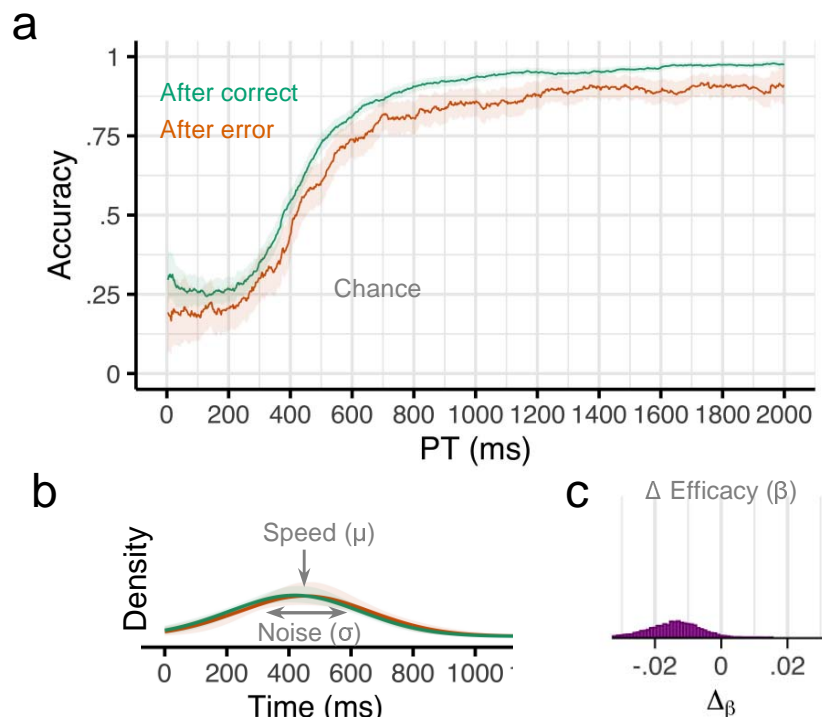 a
1
.75
.5
.25
0
Accuracy
After correct
After error
Chance
0 200 400 600 800 1000 1200 1400 1600 1800 2000
PT (ms)
b
Density
Speed (μ)
Noise (σ)
0 200 400 600 800 1000
Time (ms)
c
Δ Efficacy (β)
-.02 0 .02
Δβ